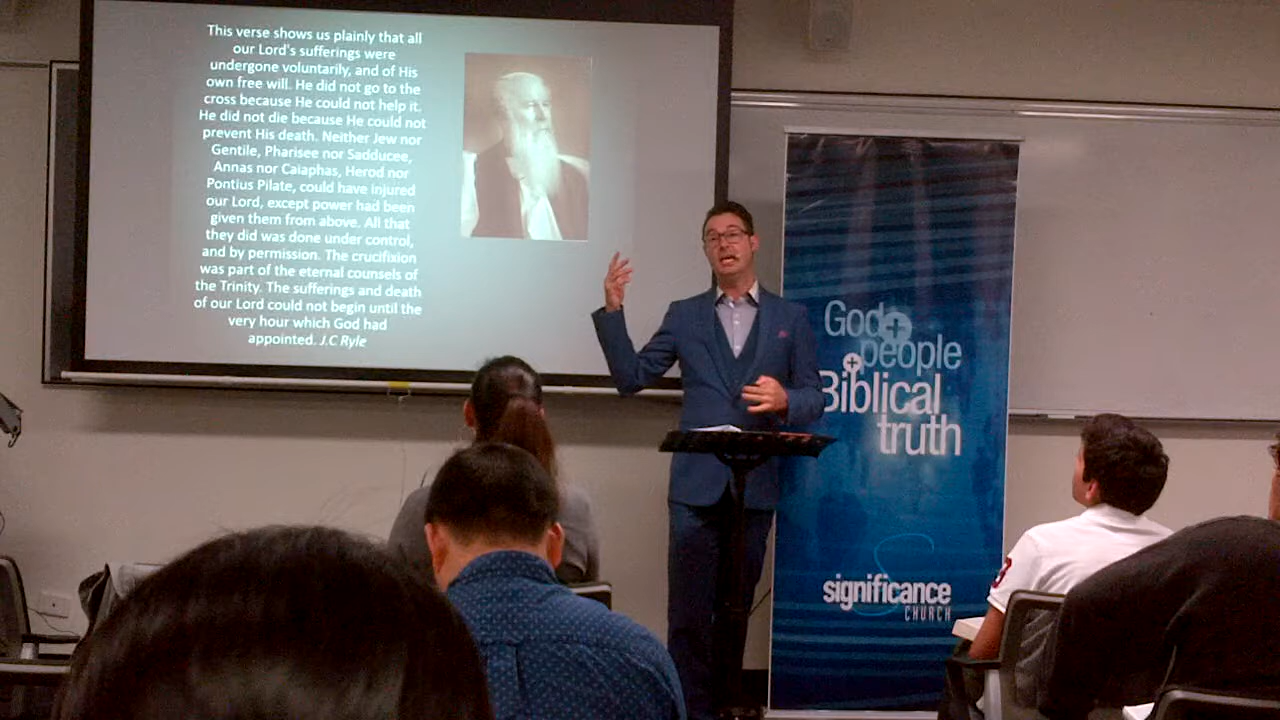 This verse shows us plainly that all
our Lord's sufferings were
undergone voluntarily, and of His
own free will. He did not go to the
cross because He could not help it.
He did not die because He could not
prevent His death. Neither Jew nor
Gentile, Pharisee nor Sadducee,
Annas nor Caiaphas, Herod nor
Pontius Pilate, could have injured
our Lord, except power had been
given them from above. All that
they did was done under control,
and by permission. The crucifixion
was part of the eternal counsels of
the Trinity. The sufferings and death
of our Lord could not begin until the
very hour which God had
appointed. J.C Ryle
God+
people
+
Biblical
truth
significance
CHURCH
3